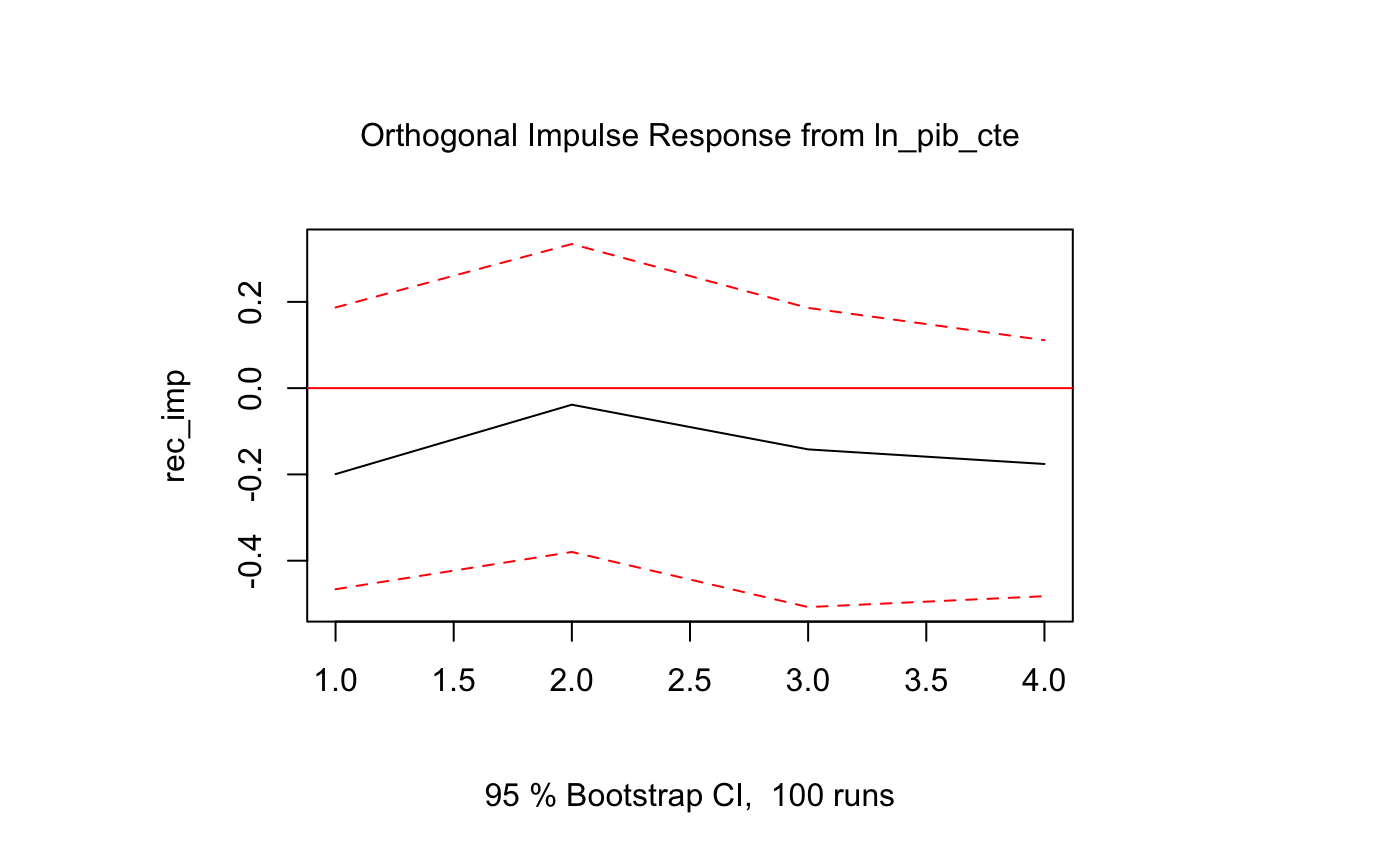 Orthogonal Impulse Response from ln_pib_cte
rec_imp
0.2
0.0
-0.2
-0.4
1.0 1.5 2.0 2.5 3.0 3.5 4.0
95 % Bootstrap CI,  100 runs